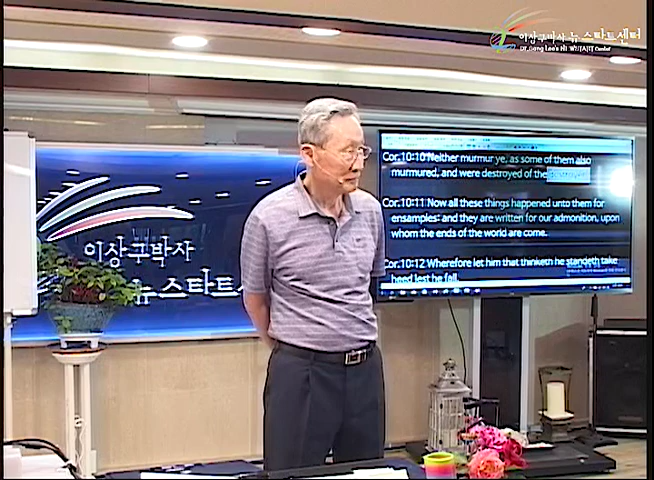 이상구박사 뉴스타트센터
Dr. Sang Lee's NEWSTART Center
Cor.10:10 Neither murmur ye, as some of them also
murmured, and were destroyed of the destroyer.
Cor.10:11 Now all these things happened unto them for
ensamples: and they are written for our admonition, upon
whom the ends of the world are come.
Cor.10:12 Wherefore let him that thinketh he standeth take
heed lest he fall.
이상구박사
뉴스타트